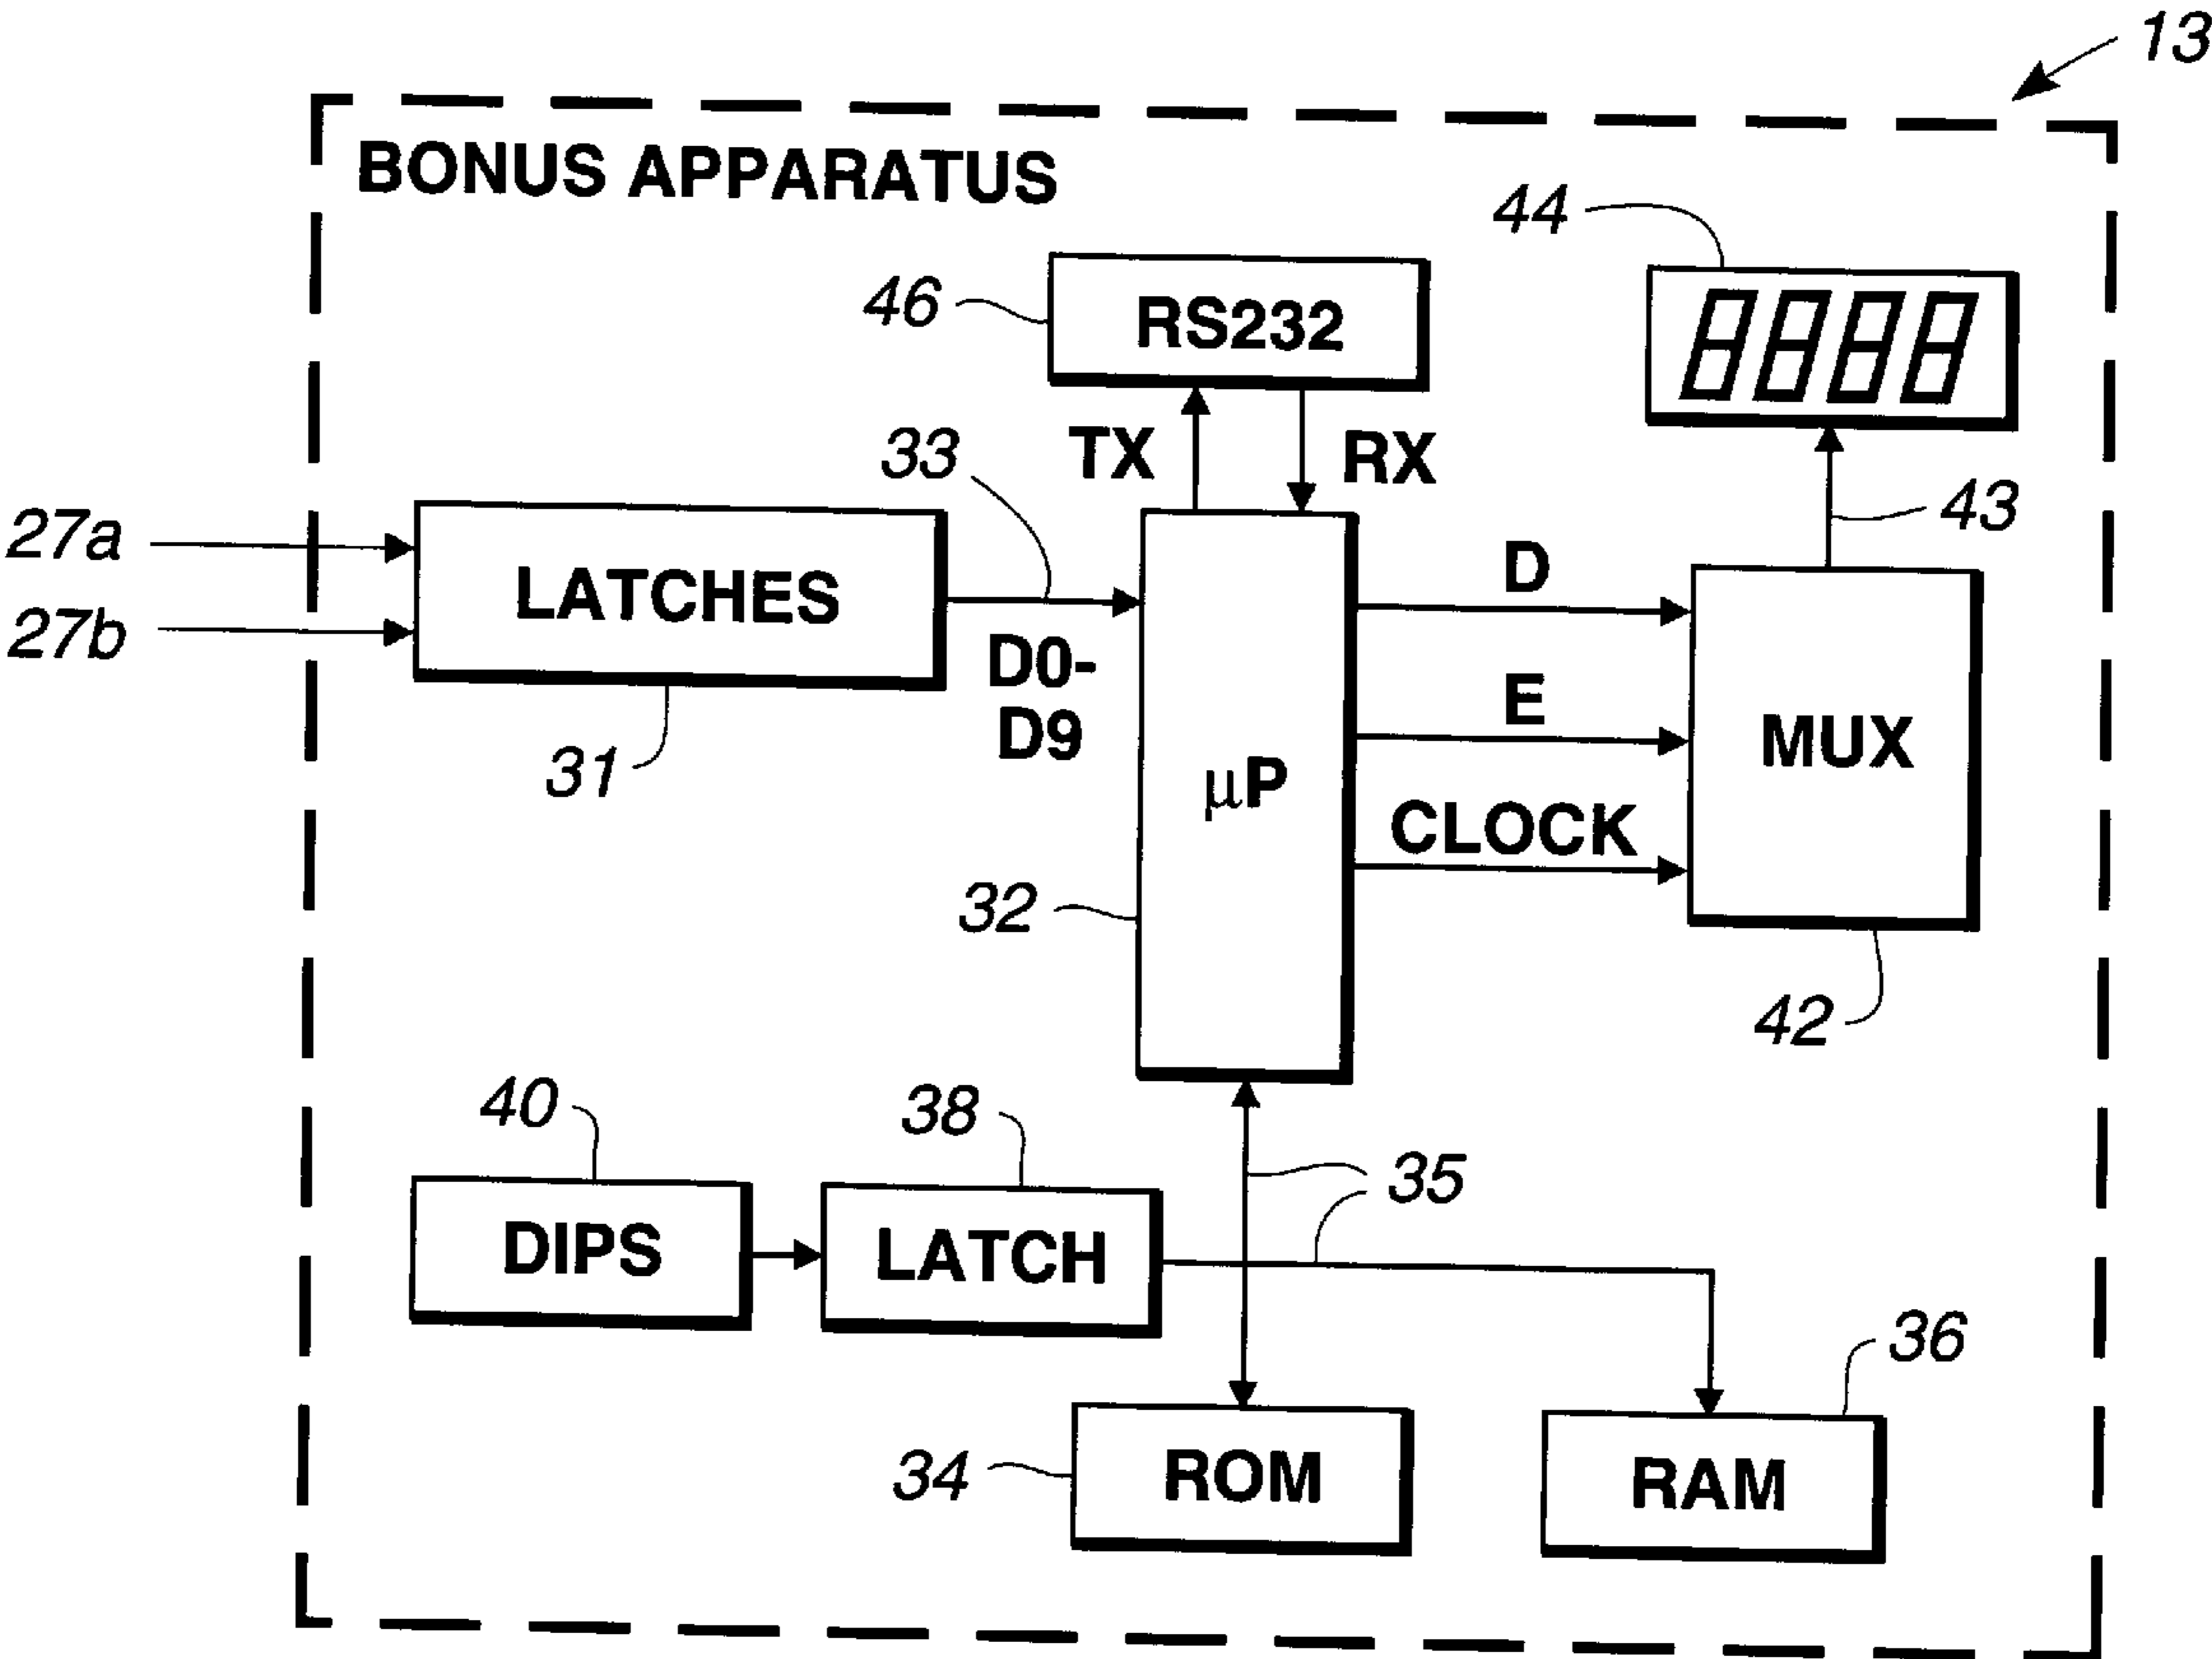 13
BONUS APPARATUS
44
46
RS232
8888
33
TX
RX
43
27a
27b
LATCHES
D0-
D9
D
E
CLOCK
MUX
31
µP
32
42
40
38
35
DIPS
LATCH
36
34
ROM
RAM